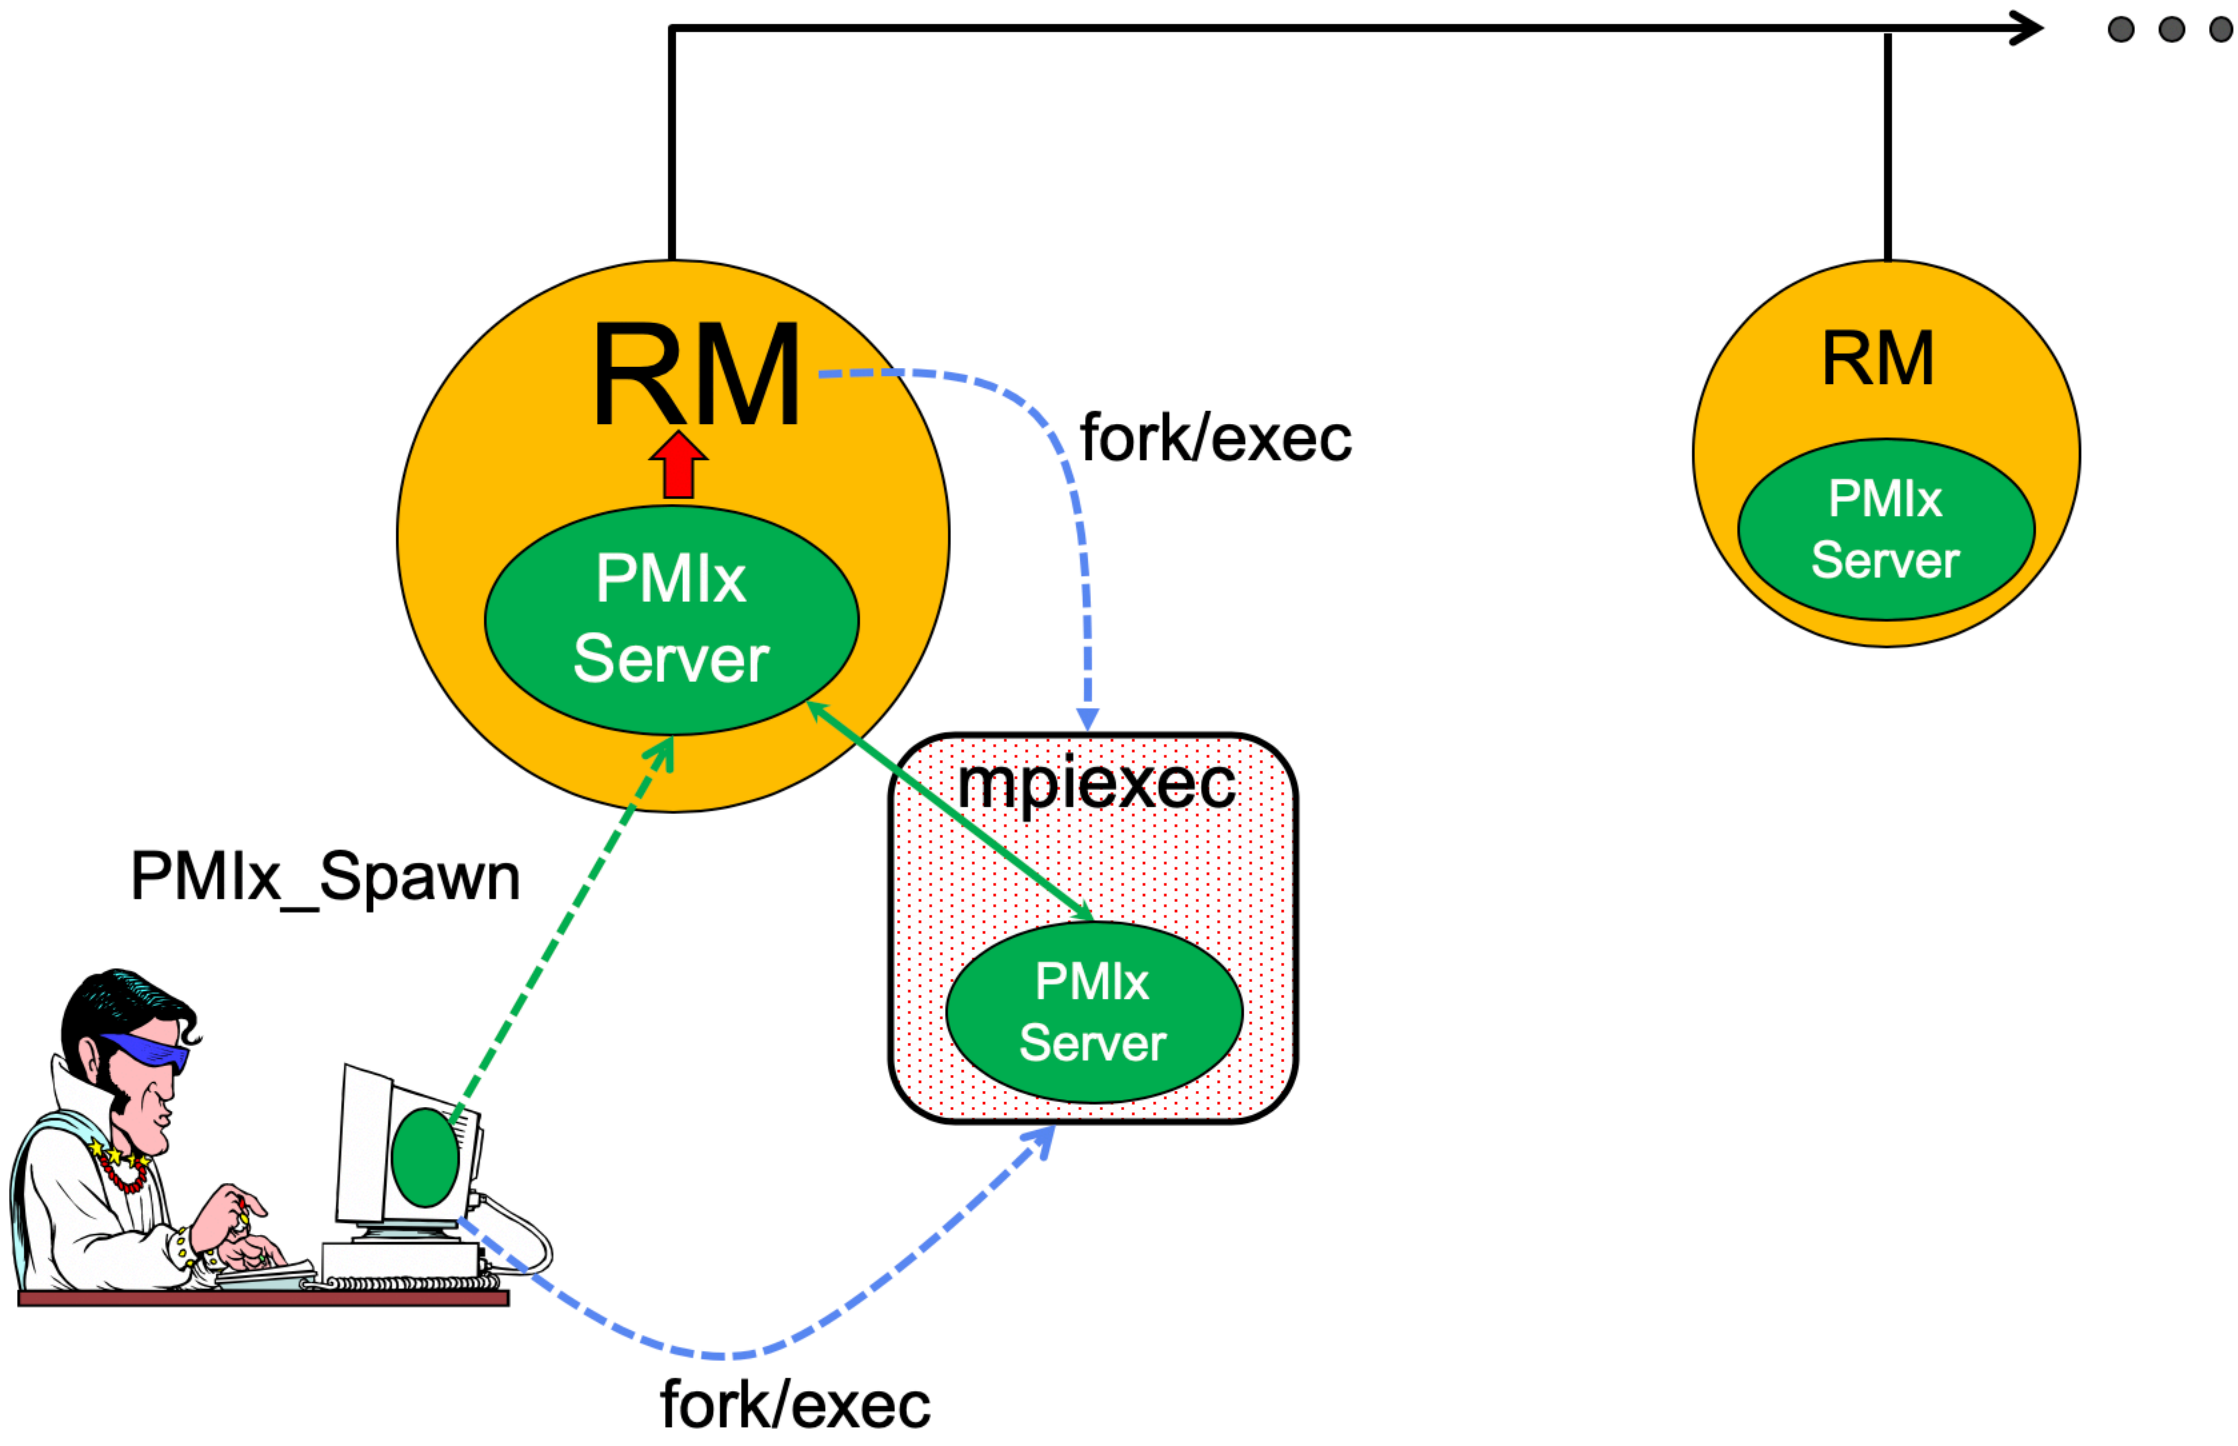 RM
fork/exec
RM
PMIx
Server
PMIx
Server
mpiexec
PMIx_Spawn
PMIx
Server
fork/exec